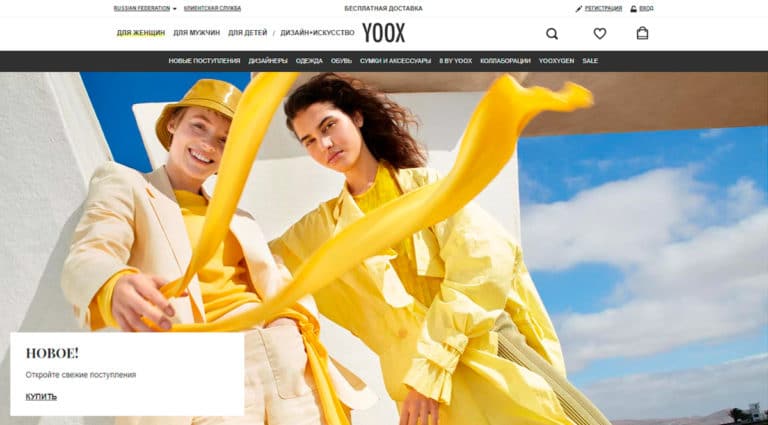 RUSSIAN FEDERATION КЛИЕНТСКАЯ СЛУЖБА БЕСПЛАТНАЯ ДОСТАВКА РЕГИСТРАЦИЯ ВХОД
ДЛЯ ЖЕНЩИН ДЛЯ МУЖЧИН ДЛЯ ДЕТЕЙ / ДИЗАЙН+ИСКУССТВО YOOX
НОВЫЕ ПОСТУПЛЕНИЯ ДИЗАЙНЕРЫ ОДЕЖДА ОБУВЬ СУМКИ И АКСЕССУАРЫ 8 BY YOOX КОЛЛАБОРАЦИИ YOOXYGEN SALE
НОВОЕ!
Откройте свежие поступления
КУПИТЬ